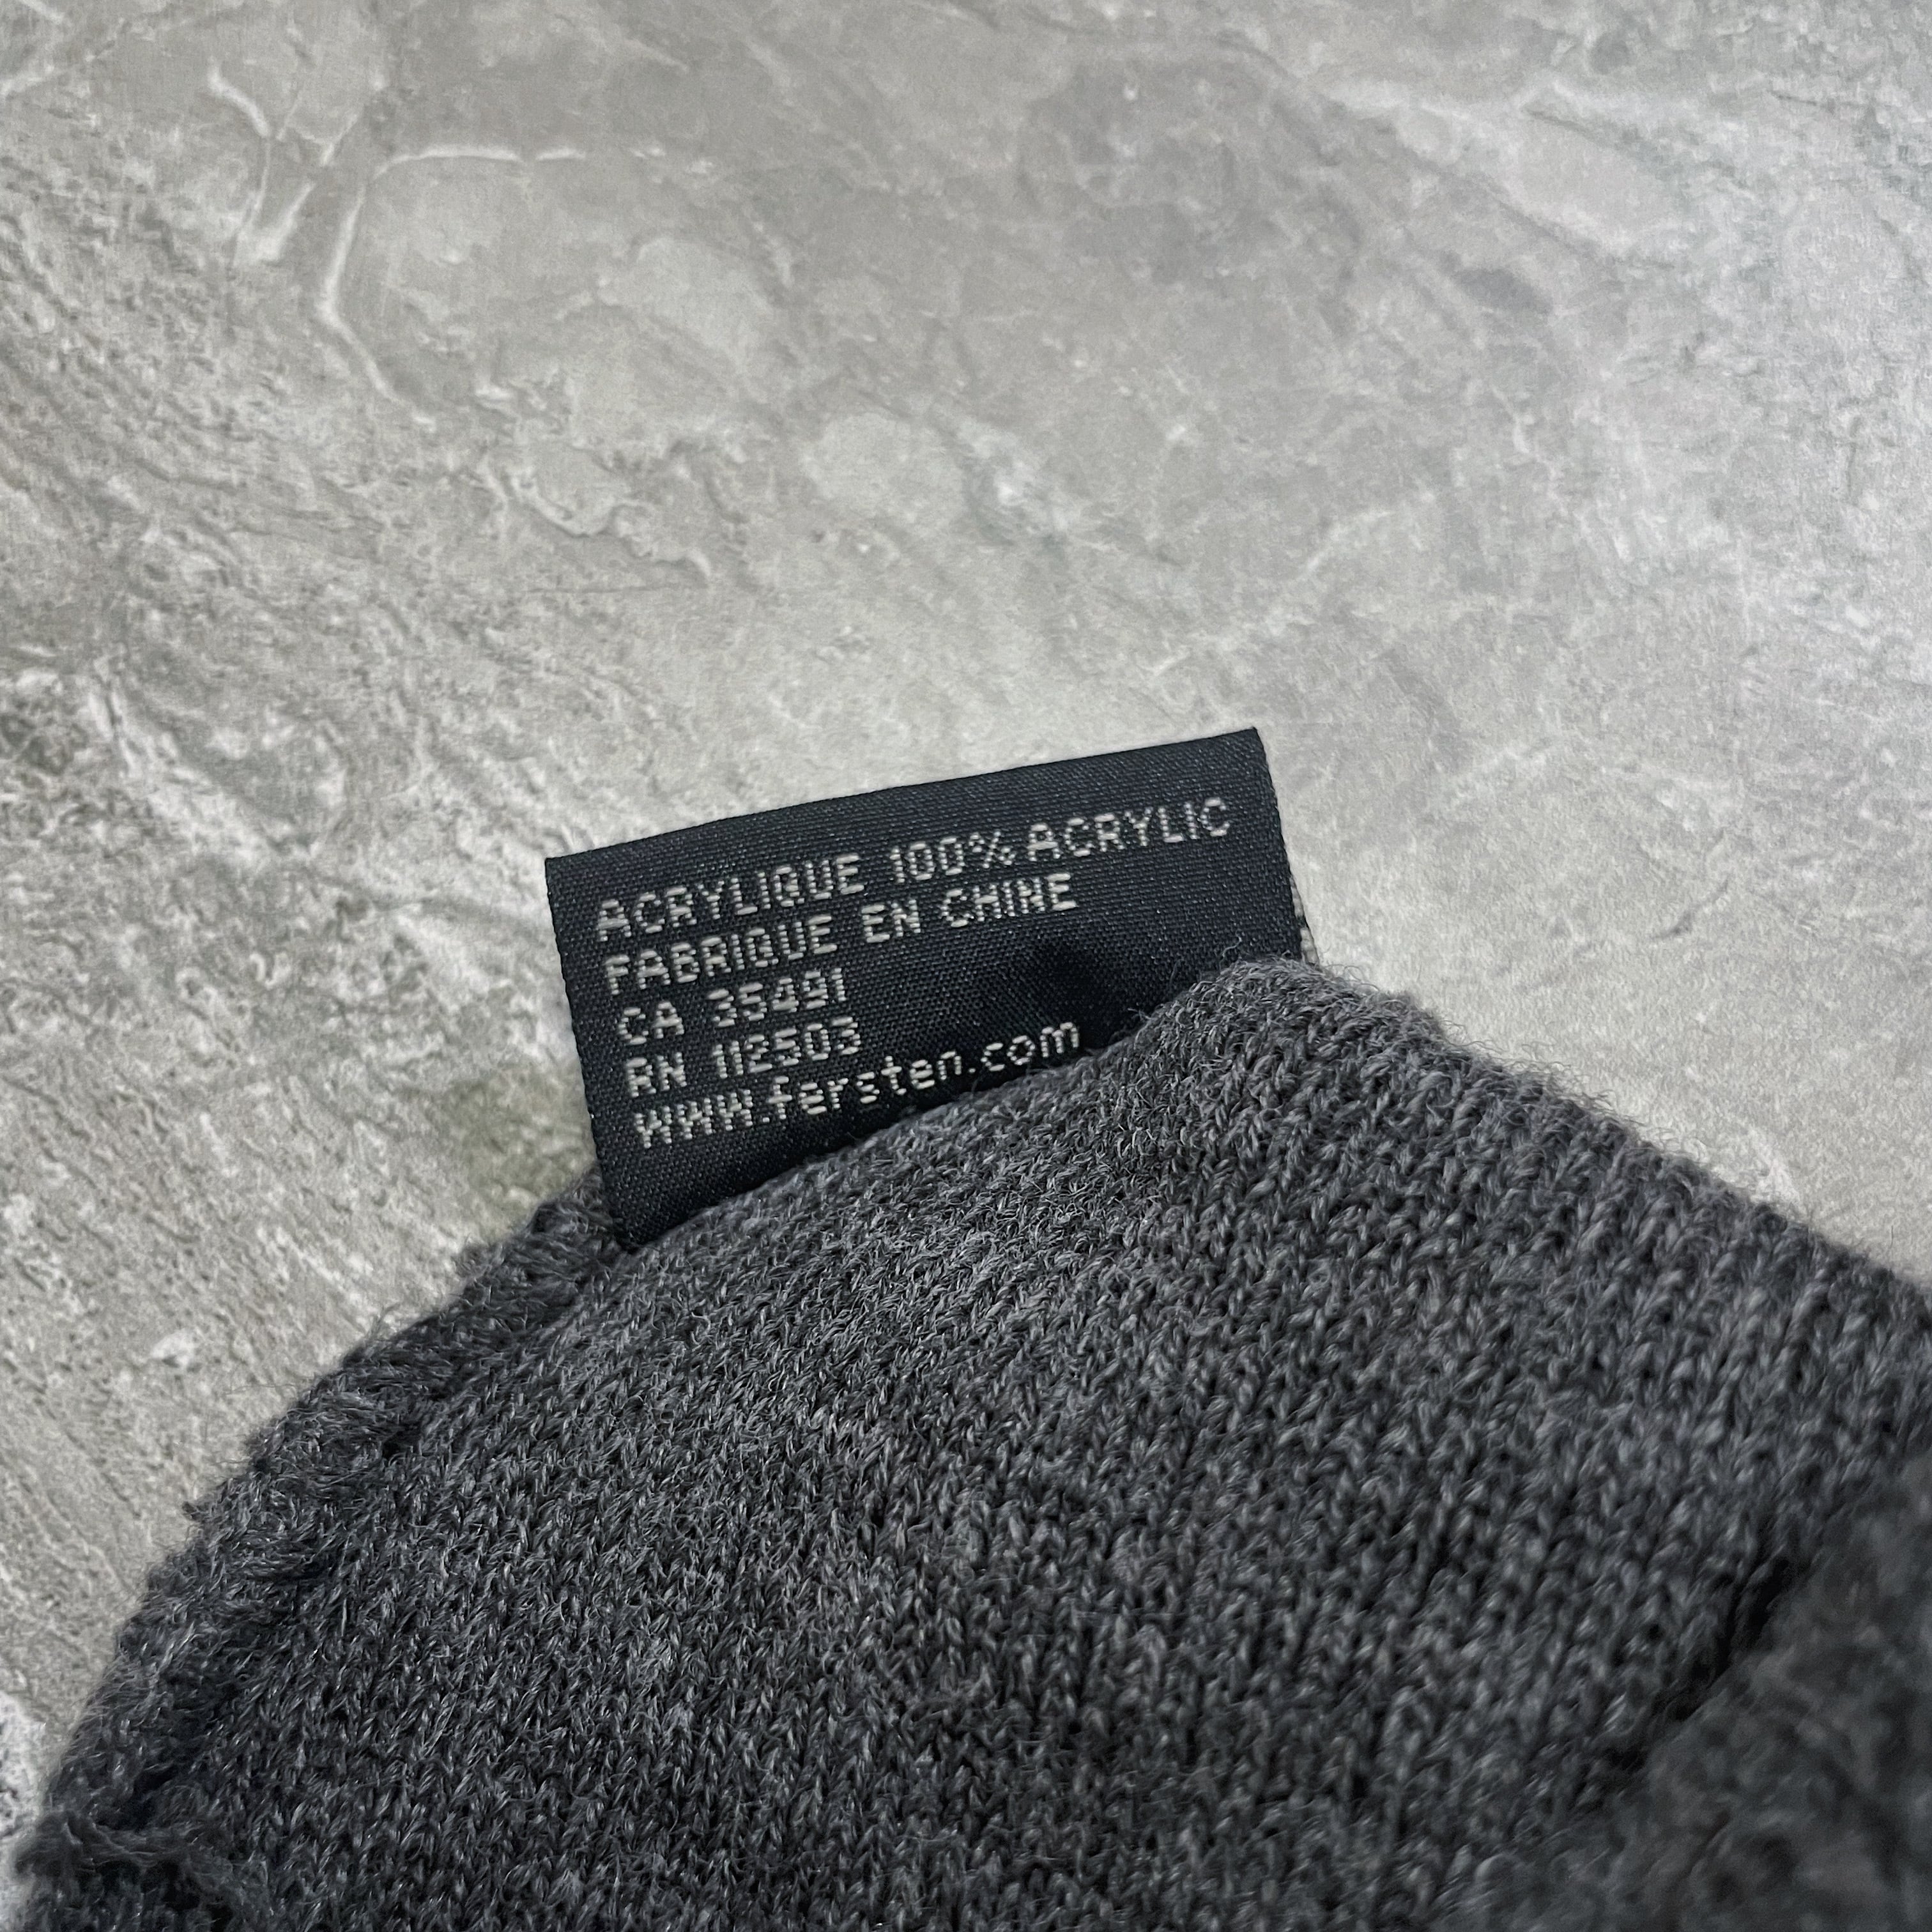 ACRYLIQUE 100% ACRYLIC
FABRIQUE EN CHINE
CA 35491
RN 112503
www.fersten.com